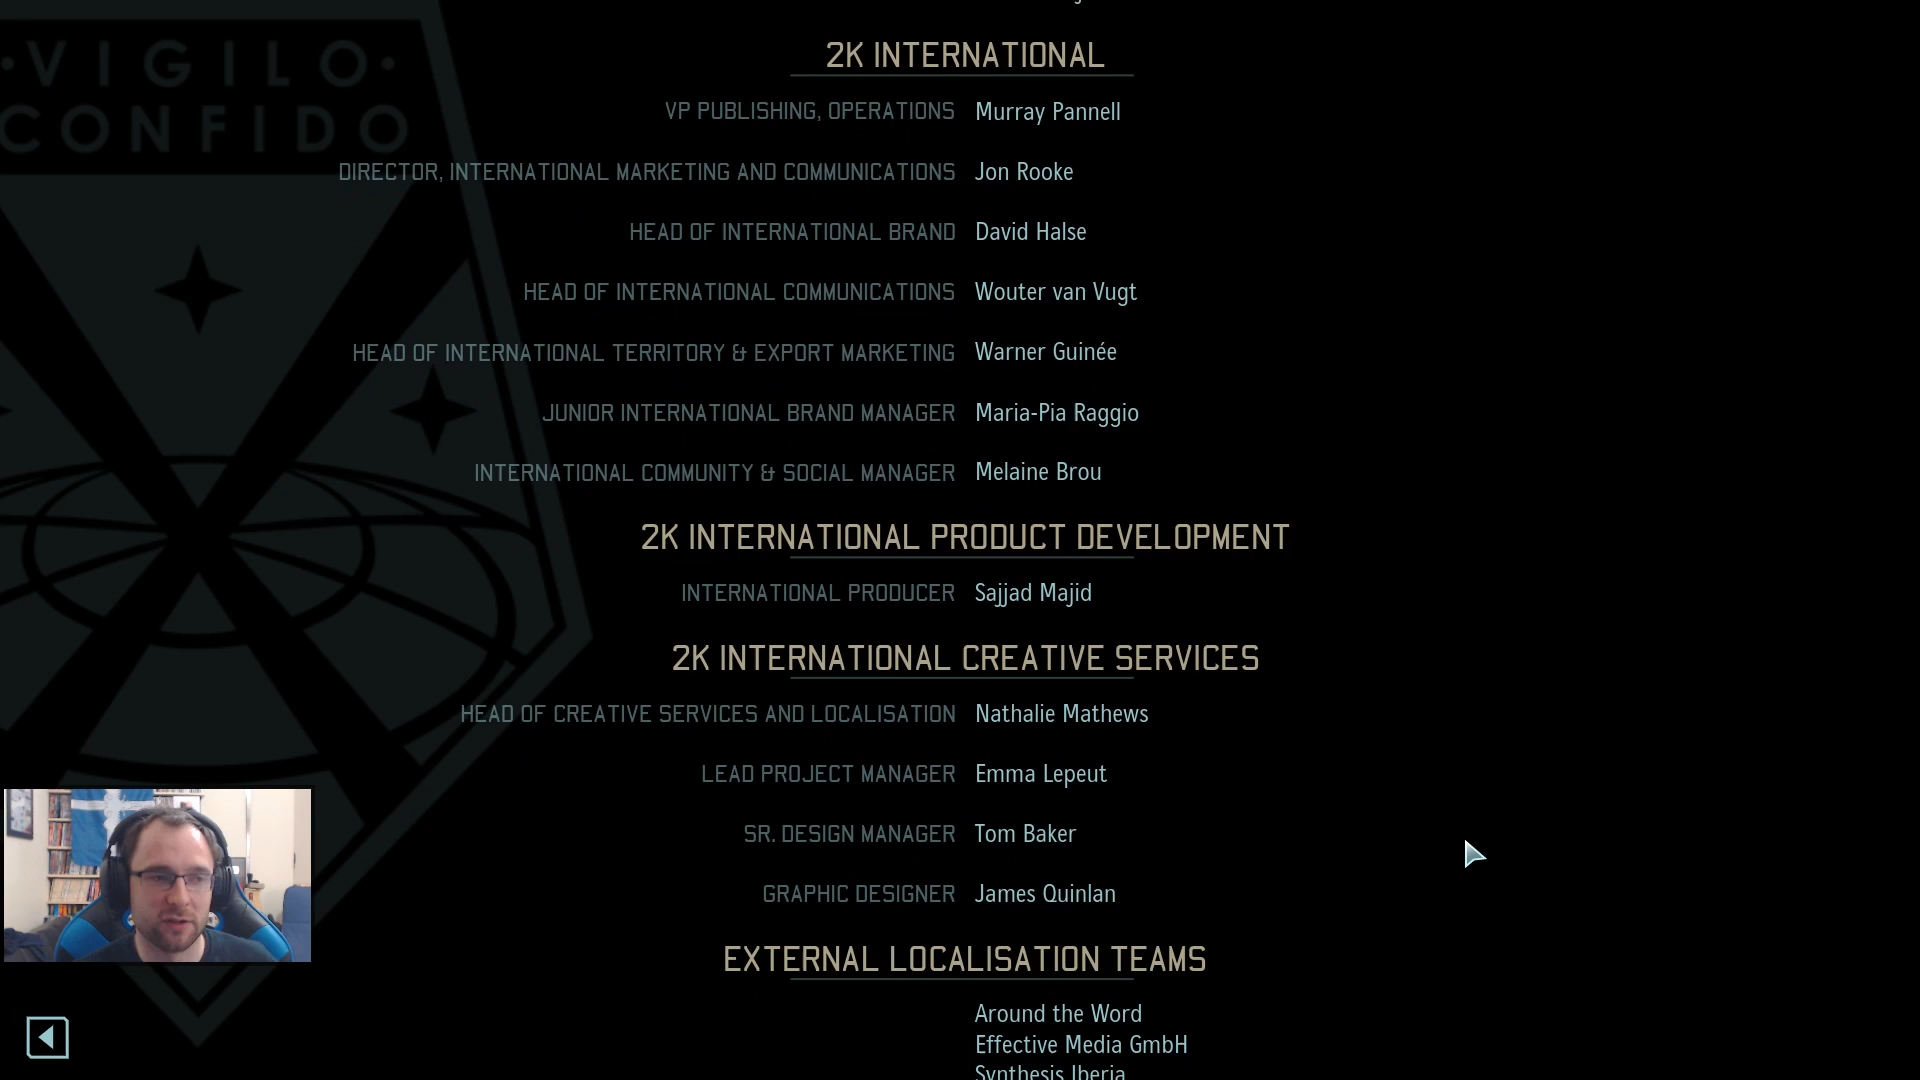 ·VIGILO·
CONFIDO
2K INTERNATIONAL
VP PUBLISHING, OPERATIONS Murray Pannell
DIRECTOR, INTERNATIONAL MARKETING AND COMMUNICATIONS Jon Rooke
HEAD OF INTERNATIONAL BRAND David Halse
HEAD OF INTERNATIONAL COMMUNICATIONS Wouter van Vugt
HEAD OF INTERNATIONAL TERRITORY & EXPORT MARKETING Warner Guinée
JUNIOR INTERNATIONAL BRAND MANAGER Maria-Pia Raggio
INTERNATIONAL COMMUNITY & SOCIAL MANAGER Melaine Brou
2K INTERNATIONAL PRODUCT DEVELOPMENT
INTERNATIONAL PRODUCER Sajjad Majid
2K INTERNATIONAL CREATIVE SERVICES
HEAD OF CREATIVE SERVICES AND LOCALISATION Nathalie Mathews
LEAD PROJECT MANAGER Emma Lepeut
SR. DESIGN MANAGER Tom Baker
GRAPHIC DESIGNER James Quinlan
EXTERNAL LOCALISATION TEAMS
Around the Word
Effective Media GmbH
Synthesis Iberia